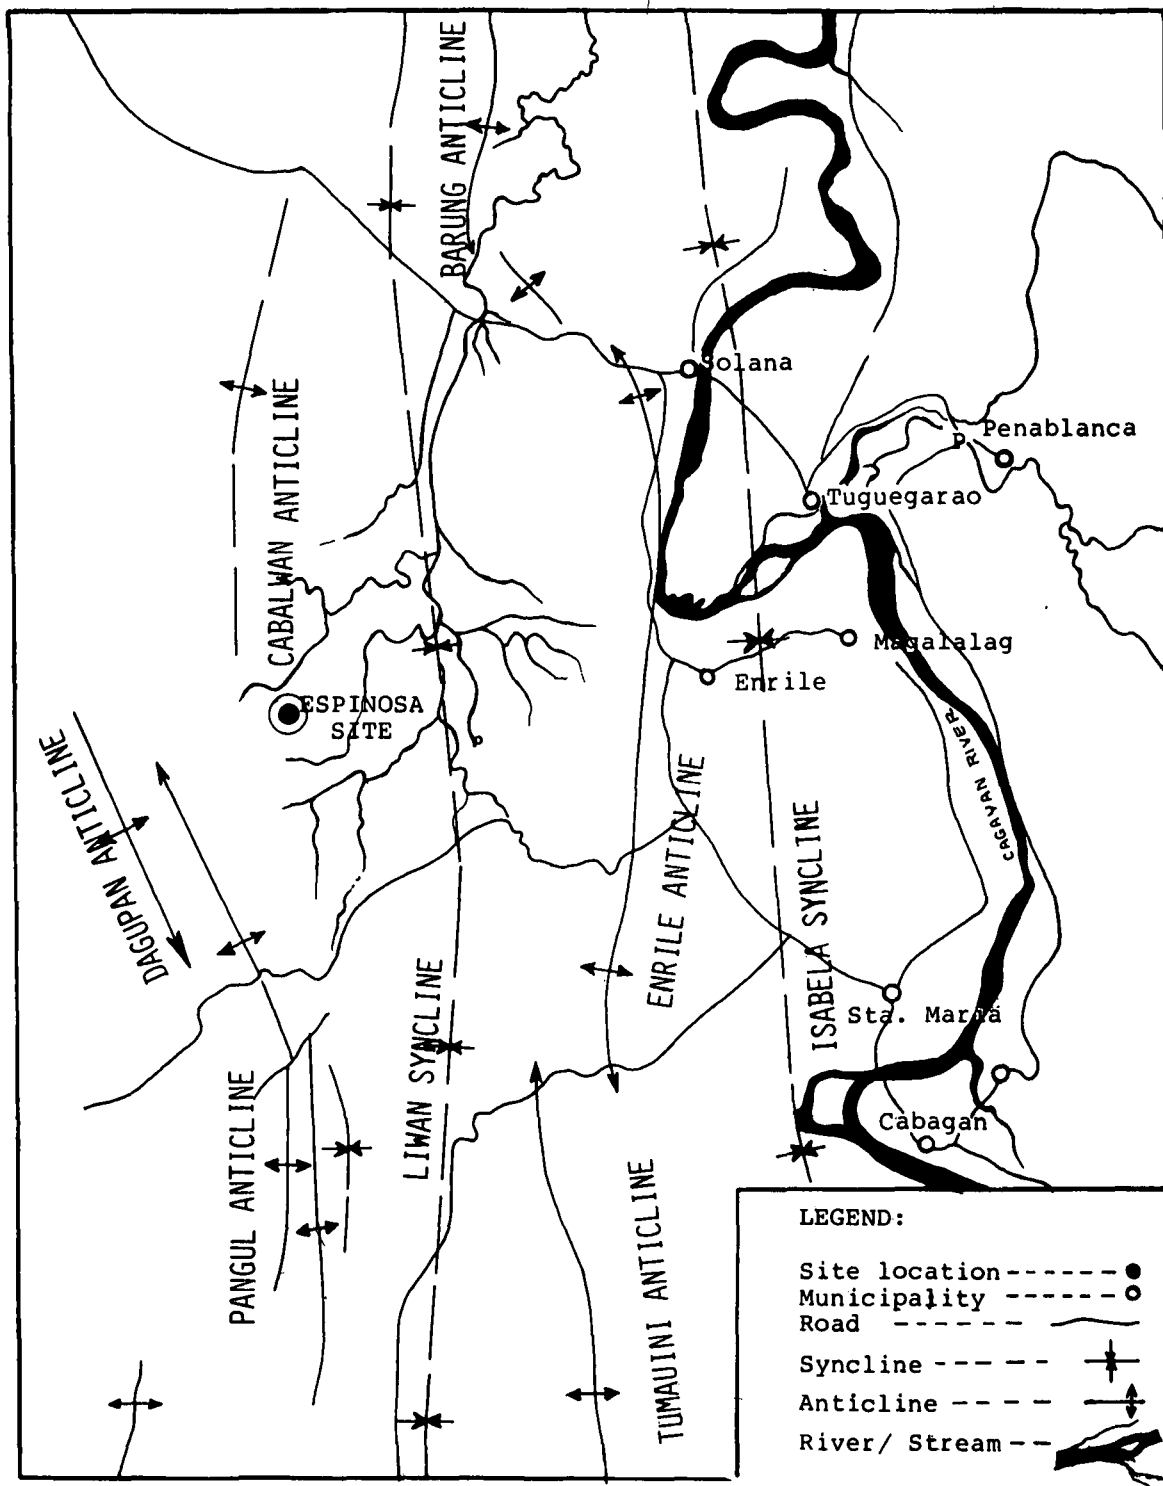 BARUNG ANTICLINE
Solana
Penablanca
P
Tuguegarao
CABALWAN ANTICLINE
Magalalag
Enrile
ESPINOSA
SITE
CAGAYAN RIVER
DAGUPAN ANTICLINE
ENRILE ANTICLINE
ISABELA SYNCLINE
LIWAN SYNCLINE
Sta. Maria
Cabagan
PANGUL ANTICLINE
TUMAUINI ANTICLINE
LEGEND:
Site location
Municipality
Road
Syncline
Anticline
River/ Stream